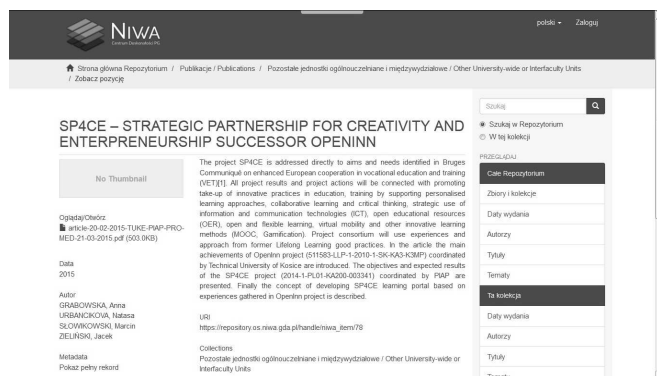 NIWA
Centrum Doskonałości PG
polski
Zaloguj
Strona główna Repozytorium / Publikacje / Publications / Pozostałe jednostki ogólnouczelniane i międzywydziałowe / Other University-wide or Interfaculty Units
/ Zobacz pozycję
SP4CE – STRATEGIC PARTNERSHIP FOR CREATIVITY AND
ENTERPRENEURSHIP SUCCESSOR OPENINN
No Thumbnail
Oglądaj/Otwórz
article-20-02-2015-TUKE-PIAP-PRO-
MED-21-03-2015.pdf (503.0KB)
Data
2015
Autor
GRABOWSKA, Anna
URBANCIKOVA, Natasa
SŁOWIKOWSKI, Marcin
ZIELIŃSKI, Jacek
Metadata
Pokaż pełny rekord
The project SP4CE is addressed directly to aims and needs identified in Bruges
Communiqué on enhanced European cooperation in vocational education and training
(VET)[1]. All project results and project actions will be connected with promoting
take-up of innovative practices in education, training by supporting personalised
learning approaches, collaborative learning and critical thinking, strategic use of
information and communication technologies (ICT), open educational resources
(OER), open and flexible learning, virtual mobility and other innovative learning
methods (MOOC, Gamification). Project consortium will use experiences and
approach from former Lifelong Learning good practices. In the article the main
achievements of OpenInn project (511583-LLP-1-2010-1-SK-KA3-K3MP) coordinated
by Technical University of Kosice are introduced. The objectives and expected results
of the SP4CE project (2014-1-PL01-KA200-003341) coordinated by PIAP are
presented. Finally the concept of developing SP4CE learning portal based on
experiences gathered in OpenInn project is described.
URI
https://repository.os.niwa.gda.pl/handle/niwa_item/78
Collections
Pozostałe jednostki ogólnouczelniane i międzywydziałowe / Other University-wide or
Interfaculty Units
Szukaj
Szukaj w Repozytorium
W tej kolekcji
PRZEGLĄDAJ
Całe Repozytorium
Zbiory i kolekcje
Daty wydania
Autorzy
Tytuły
Tematy
Ta kolekcja
Daty wydania
Autorzy
Tytuły
Tematy